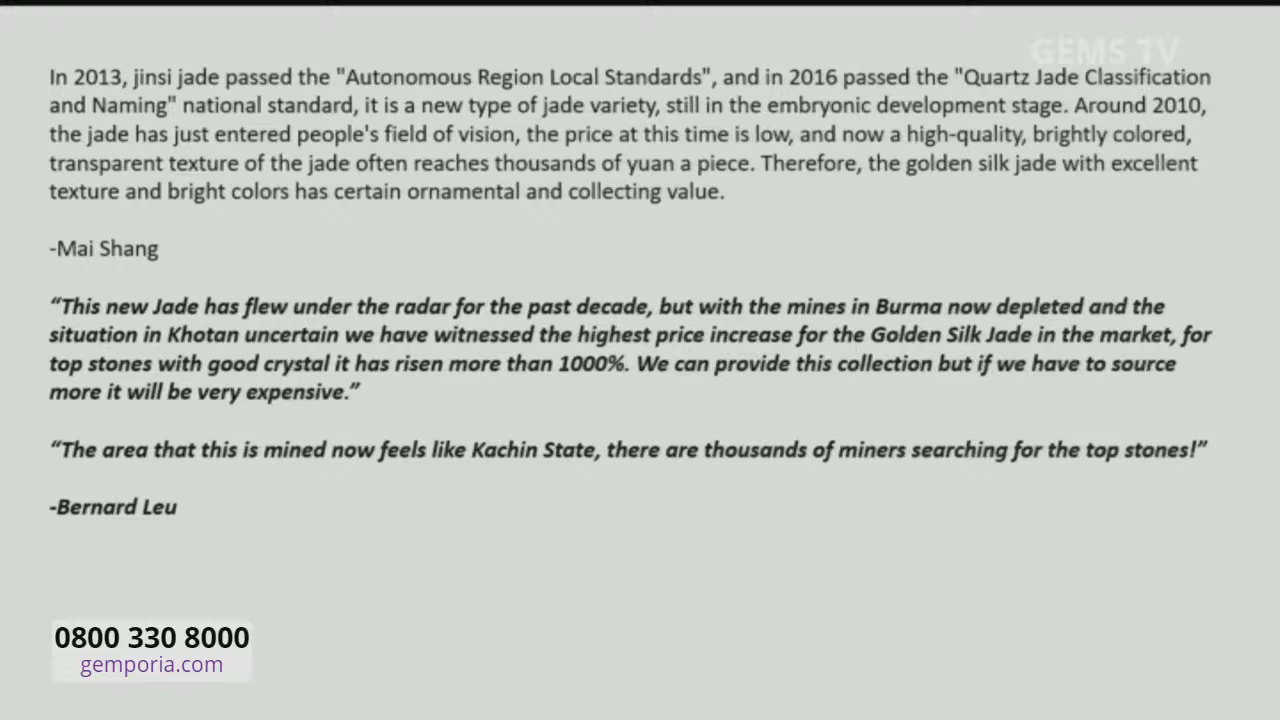 GEMS TV
In 2013, jinsi jade passed the "Autonomous Region Local Standards", and in 2016 passed the "Quartz Jade Classification
and Naming" national standard, it is a new type of jade variety, still in the embryonic development stage. Around 2010,
the jade has just entered people's field of vision, the price at this time is low, and now a high-quality, brightly colored,
transparent texture of the jade often reaches thousands of yuan a piece. Therefore, the golden silk jade with excellent
texture and bright colors has certain ornamental and collecting value.
-Mai Shang
“This new Jade has flew under the radar for the past decade, but with the mines in Burma now depleted and the
situation in Khotan uncertain we have witnessed the highest price increase for the Golden Silk Jade in the market, for
top stones with good crystal it has risen more than 1000%. We can provide this collection but if we have to source
more it will be very expensive.”
“The area that this is mined now feels like Kachin State, there are thousands of miners searching for the top stones!”
-Bernard Leu
0800 330 8000
gemporia.com